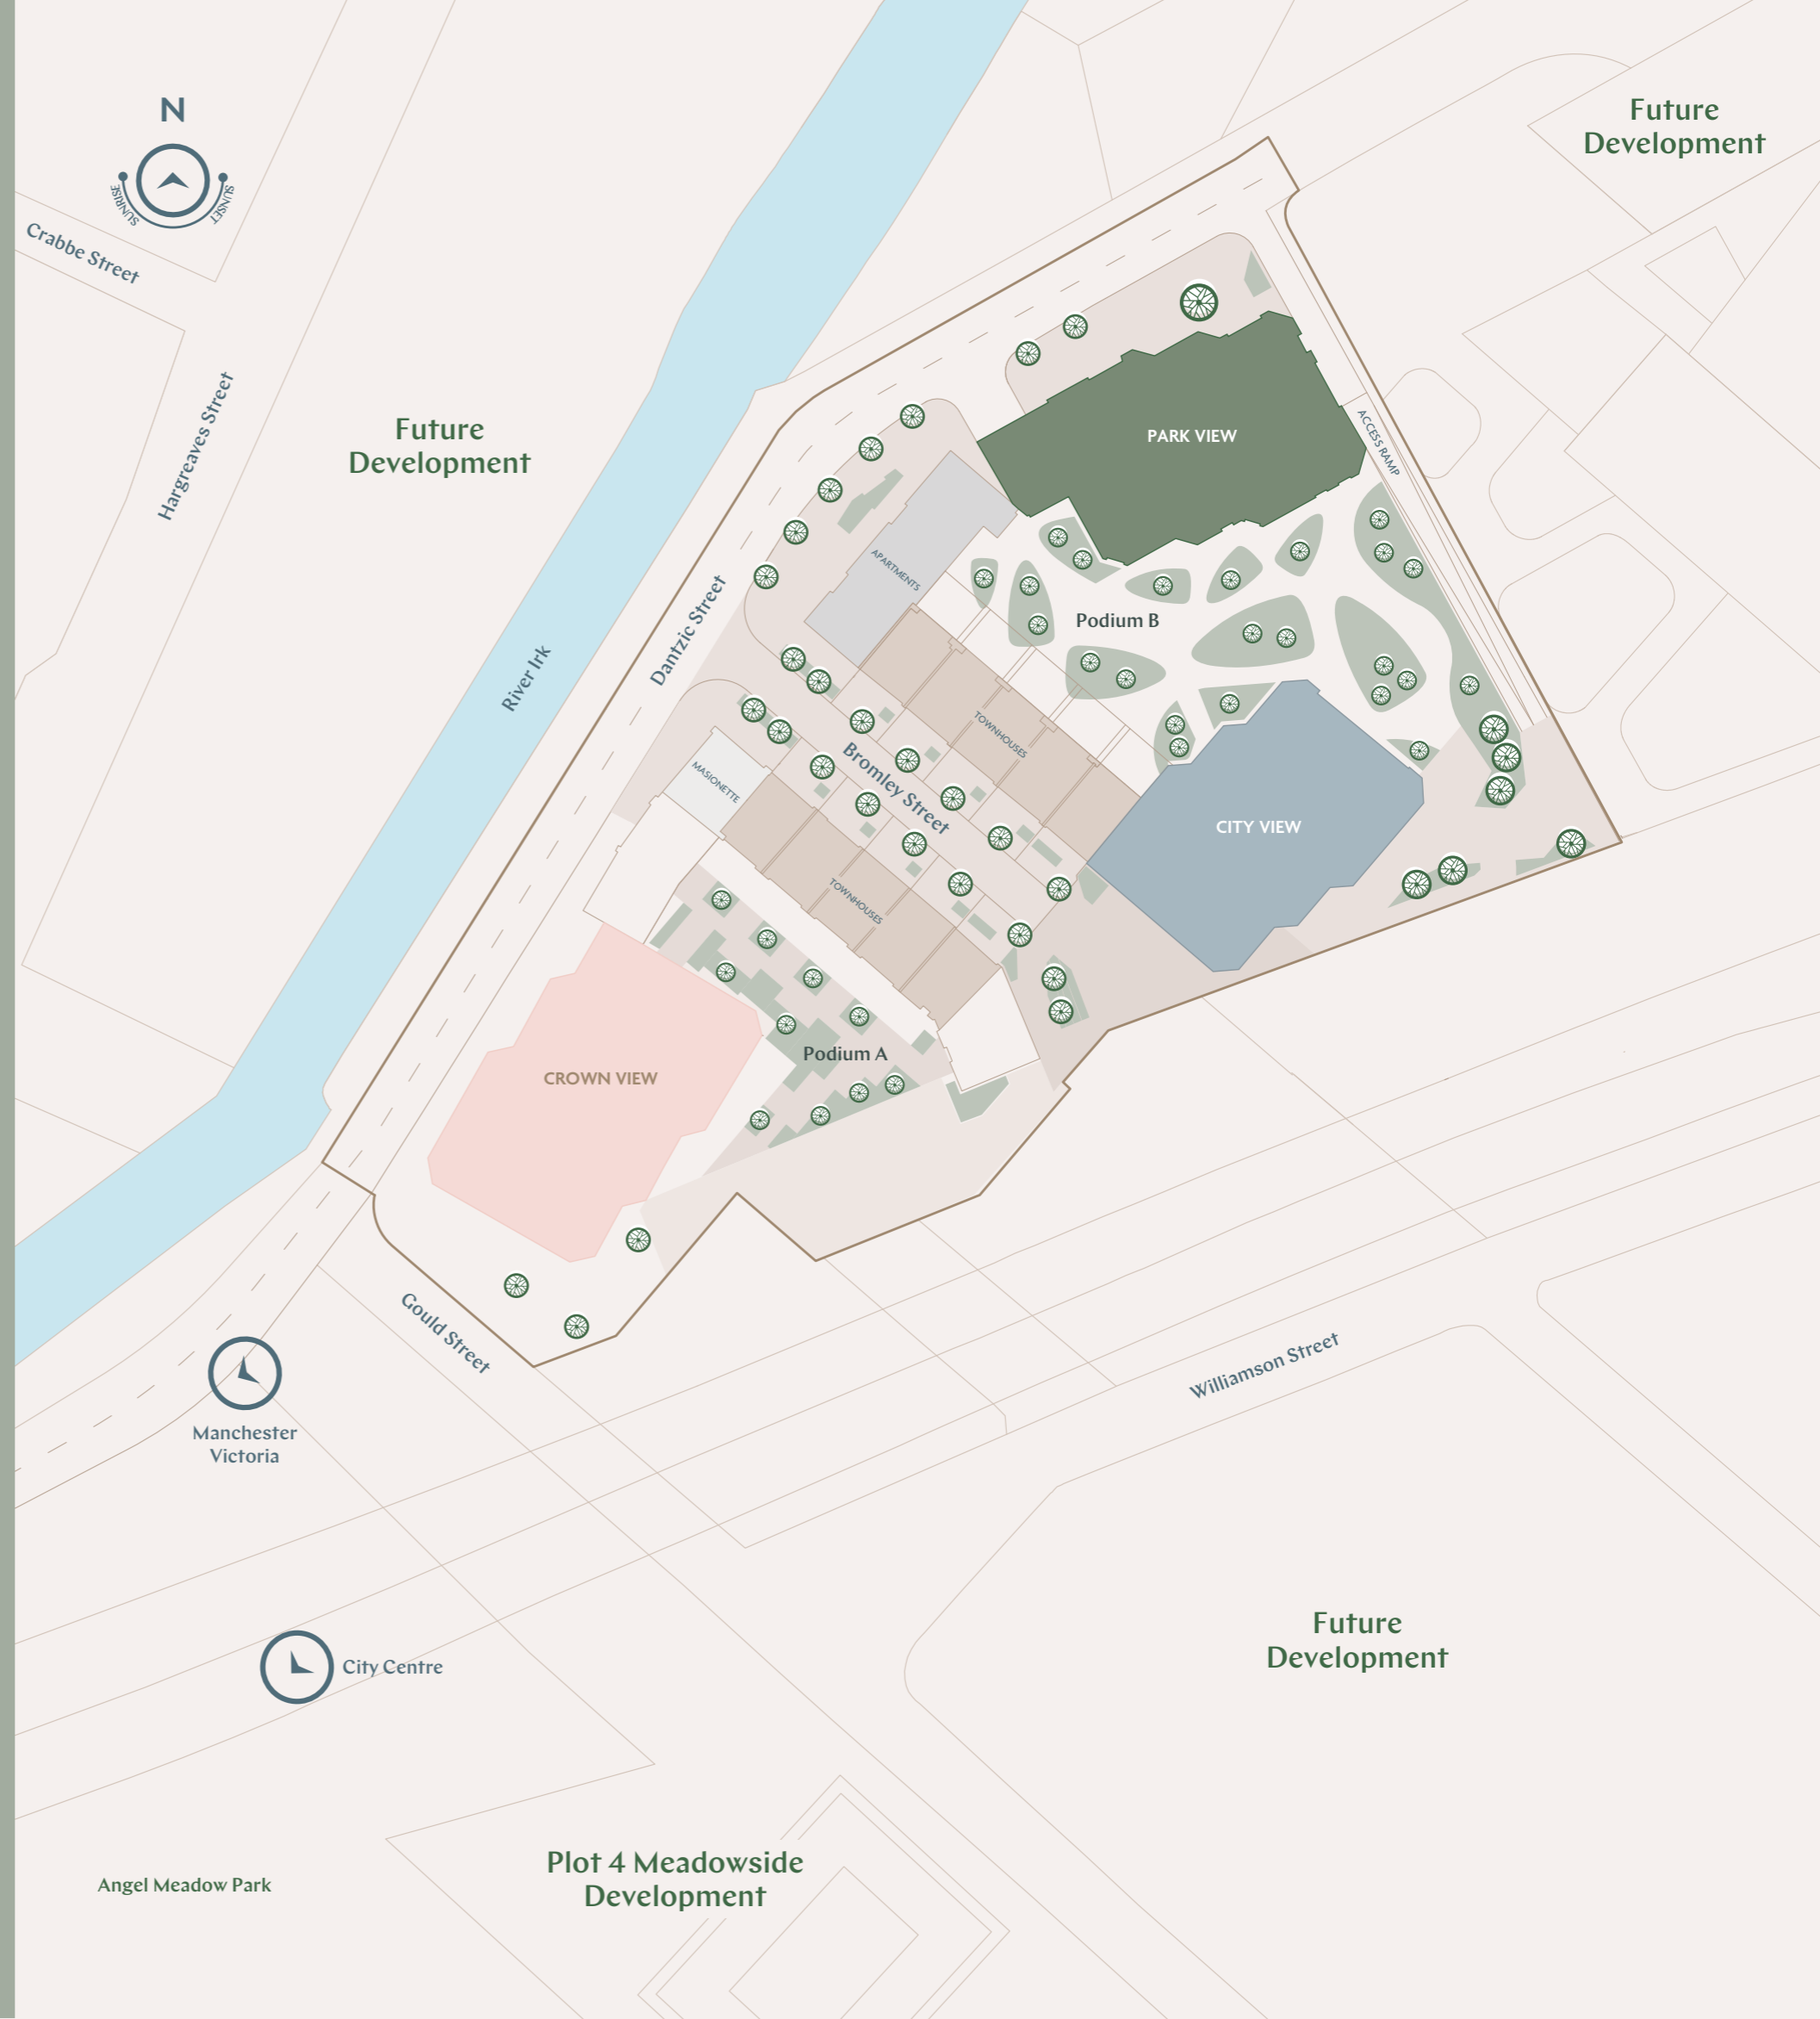 N
SUNRISE
SUNSET
Future
Development
Crabbe Street
Hargreaves Street
Future
Development
PARK VIEW
ACCESS RAMP
APARTMENTS
Dantzic Street
Podium B
River Irk
TOWNHOUSES
MASIONETTE
Bromley Street
CITY VIEW
TOWNHOUSES
Podium A
CROWN VIEW
Gould Street
Williamson Street
Manchester
Victoria
City Centre
Future
Development
Plot 4 Meadowside
Development
Angel Meadow Park